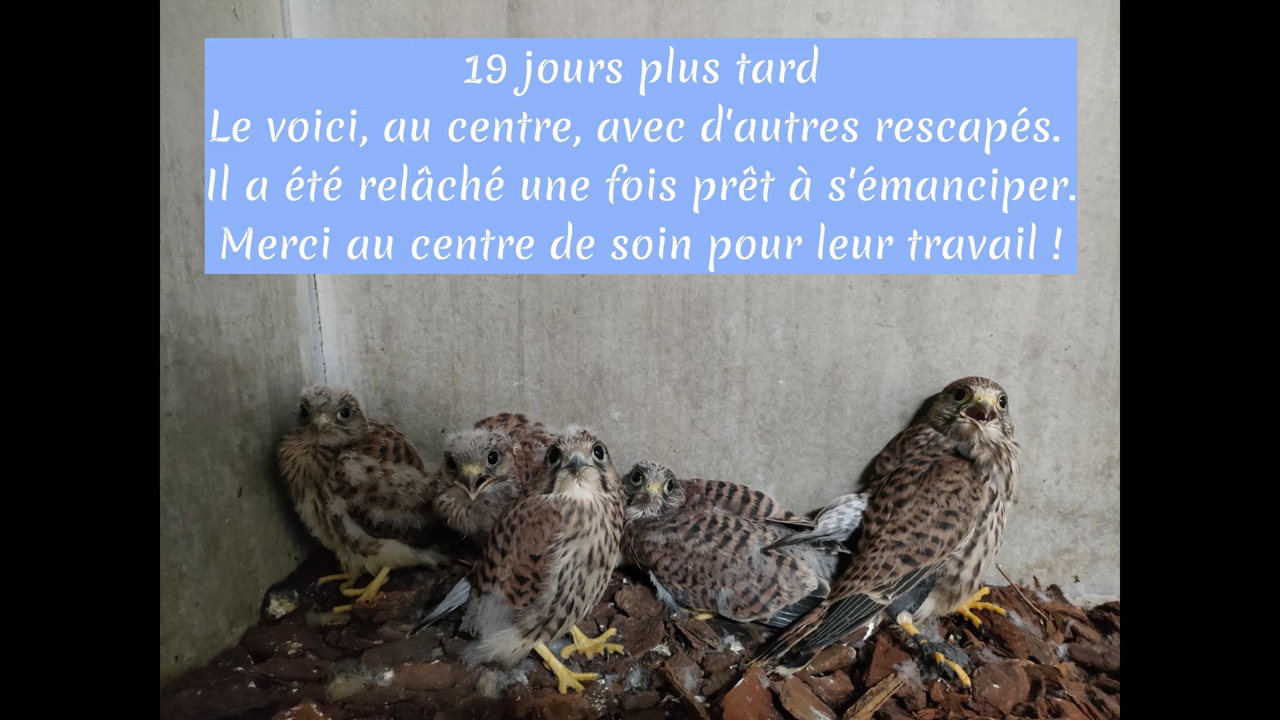 19 jours plus tard
Le voici, au centre, avec d'autres rescapés.
Il a été relâché une fois prêt à s'émanciper.
Merci au centre de soin pour leur travail !